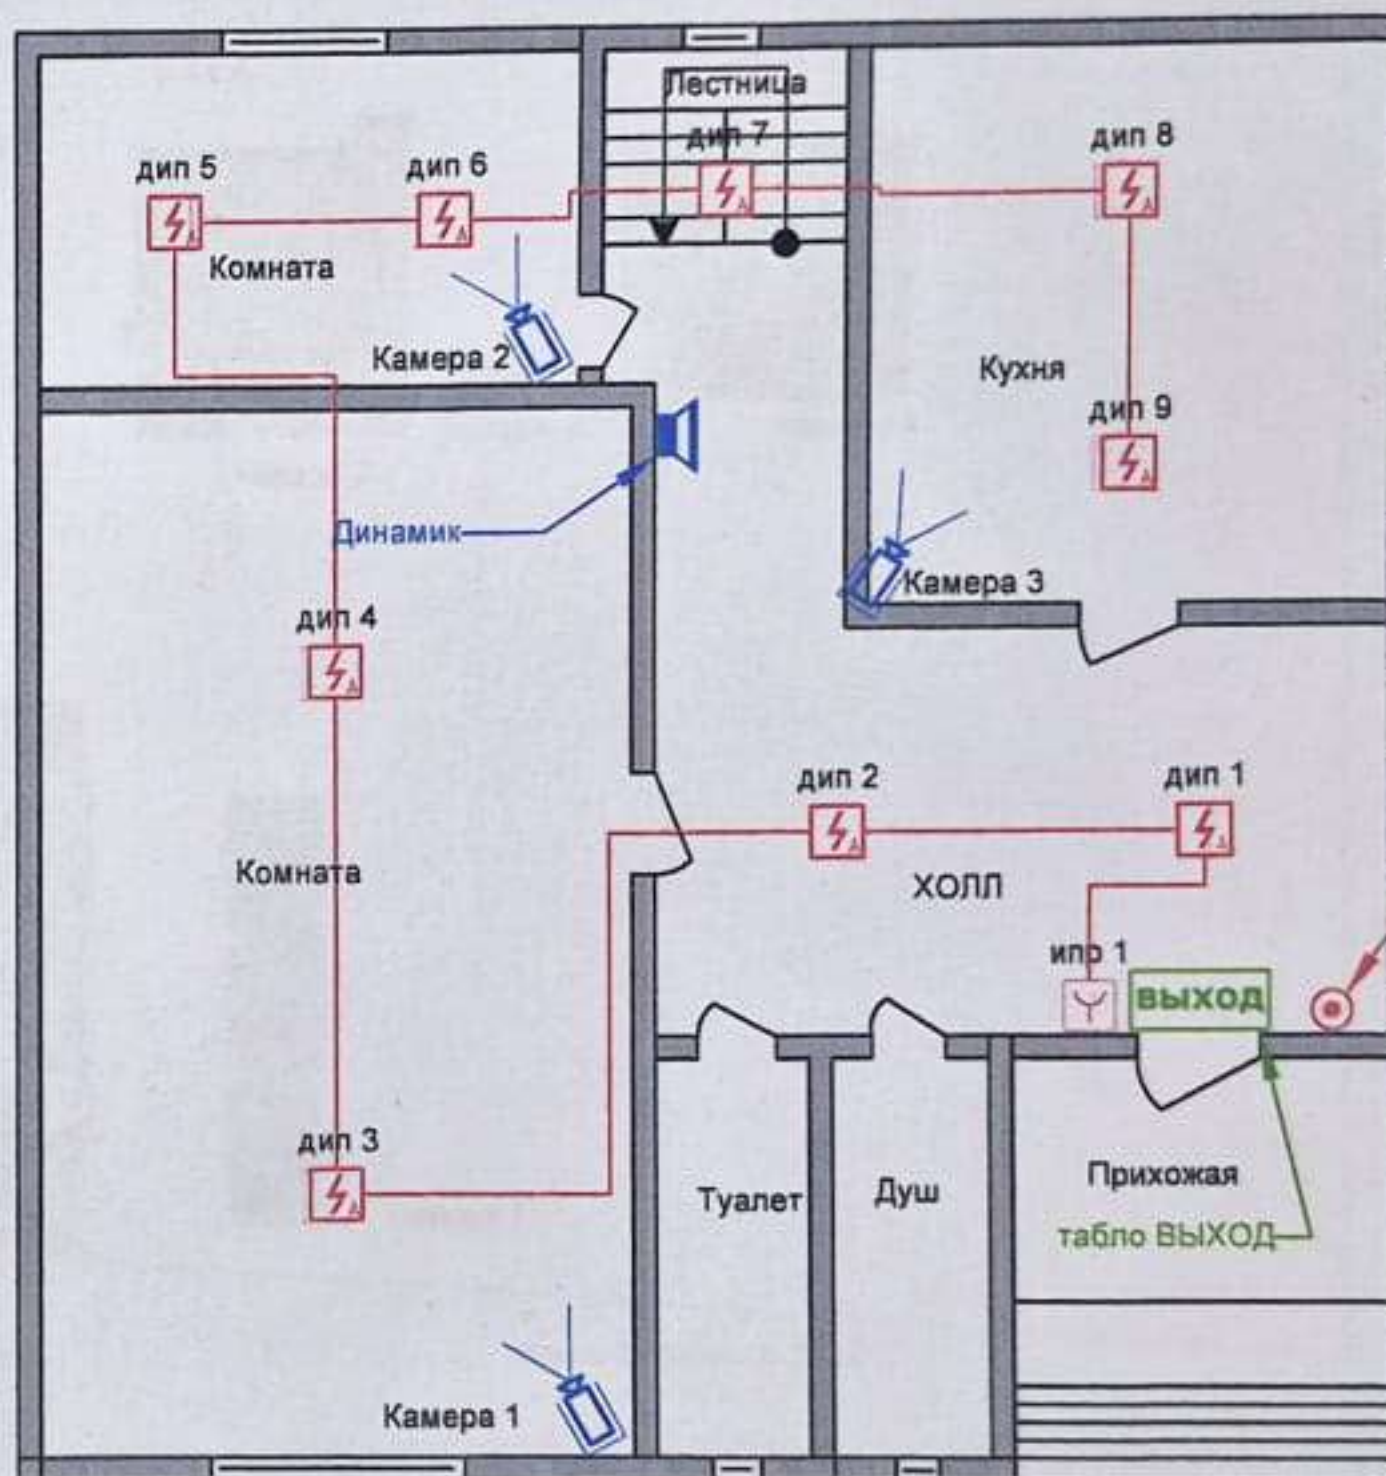 Лестница
дип 7
дип 8
дип 5
дип 6
Комната
Камера 2
Кухня
дип 9
Динамик
Камера 3
дип 4
дип 2
дип 1
Комната
ХОЛЛ
ипр 1
ВЫХОД
дип 3
Туалет
Душ
Прихожая
табло ВЫХОД
Камера 1